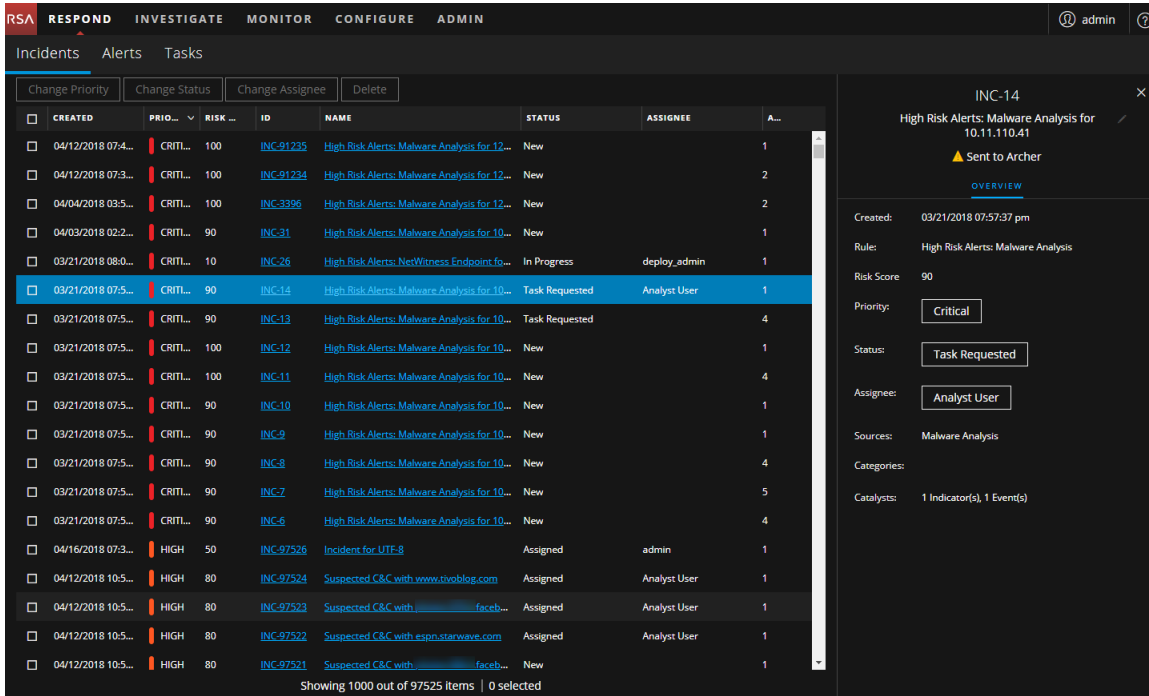 RSA RESPOND INVESTIGATE MONITOR CONFIGURE ADMIN admin ?
Incidents Alerts Tasks
Change Priority Change Status Change Assignee Delete
CREATED PRIO... RISK ... ID NAME STATUS ASSIGNEE A...
04/12/2018 07:4... CRITI... 100 INC-91235 High Risk Alerts: Malware Analysis for 12... New 1
04/12/2018 07:3... CRITI... 100 INC-91234 High Risk Alerts: Malware Analysis for 12... New 2
04/04/2018 03:5... CRITI... 100 INC-3396 High Risk Alerts: Malware Analysis for 12... New 2
04/03/2018 02:2... CRITI... 90 INC-31 High Risk Alerts: Malware Analysis for 10... New 1
03/21/2018 08:0... CRITI... 10 INC-26 High Risk Alerts: NetWitness Endpoint fo... In Progress deploy_admin 1
03/21/2018 07:5... CRITI... 90 INC-14 High Risk Alerts: Malware Analysis for 10... Task Requested Analyst User 1
03/21/2018 07:5... CRITI... 90 INC-13 High Risk Alerts: Malware Analysis for 10... Task Requested 4
03/21/2018 07:5... CRITI... 100 INC-12 High Risk Alerts: Malware Analysis for 10... New 1
03/21/2018 07:5... CRITI... 100 INC-11 High Risk Alerts: Malware Analysis for 10... New 4
03/21/2018 07:5... CRITI... 90 INC-10 High Risk Alerts: Malware Analysis for 10... New 1
03/21/2018 07:5... CRITI... 90 INC-9 High Risk Alerts: Malware Analysis for 10... New 1
03/21/2018 07:5... CRITI... 90 INC-8 High Risk Alerts: Malware Analysis for 10... New 4
03/21/2018 07:5... CRITI... 90 INC-7 High Risk Alerts: Malware Analysis for 10... New 5
03/21/2018 07:5... CRITI... 90 INC-6 High Risk Alerts: Malware Analysis for 10... New 4
04/16/2018 07:3... HIGH 50 INC-97526 Incident for UTF-8 Assigned admin 1
04/12/2018 10:5... HIGH 80 INC-97524 Suspected C&C with www.tivoblog.com Assigned Analyst User 1
04/12/2018 10:5... HIGH 80 INC-97523 Suspected C&C with faceb... Assigned Analyst User 1
04/12/2018 10:5... HIGH 80 INC-97522 Suspected C&C with espn.starwave.com Assigned Analyst User 1
04/12/2018 10:5... HIGH 80 INC-97521 Suspected C&C with faceb... New 1
Showing 1000 out of 97525 items | 0 selected
INC-14
High Risk Alerts: Malware Analysis for
10.11.110.41
Sent to Archer
OVERVIEW
Created: 03/21/2018 07:57:37 pm
Rule: High Risk Alerts: Malware Analysis
Risk Score 90
Priority: Critical
Status: Task Requested
Assignee: Analyst User
Sources: Malware Analysis
Categories:
Catalysts: 1 Indicator(s), 1 Event(s)